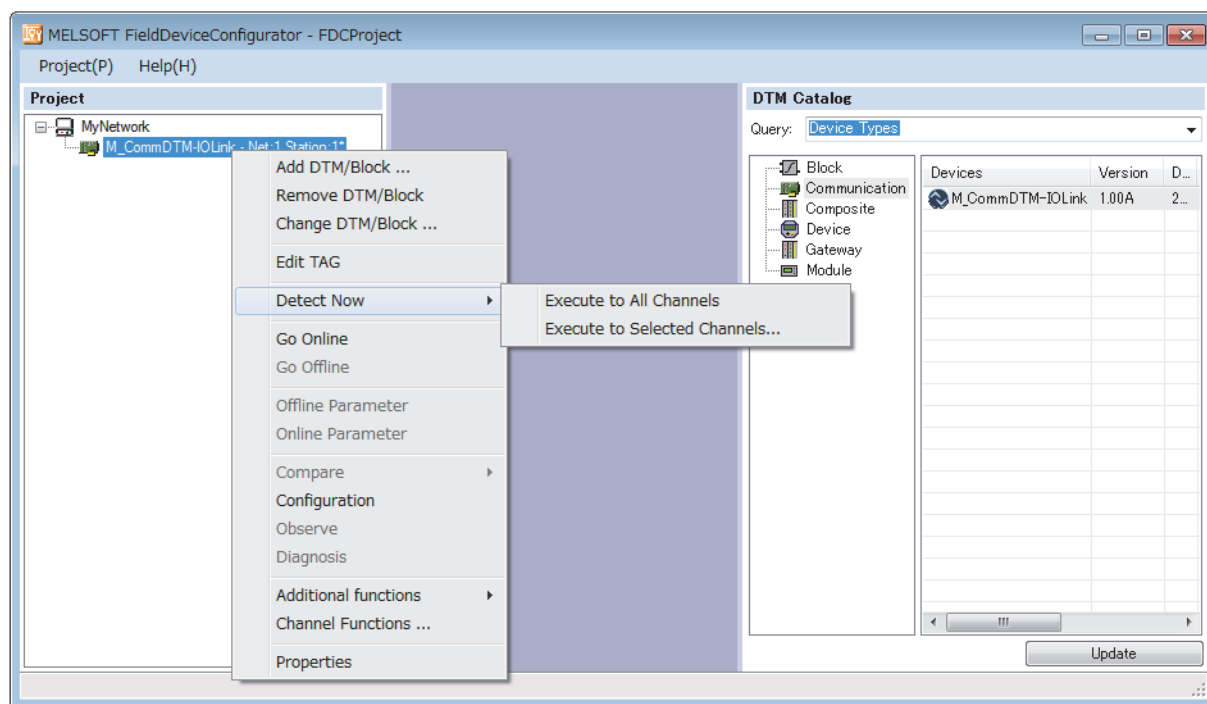 MELSOFT FieldDeviceConfigurator - FDCProject
Project(P) Help(H)
Project
MyNetwork
M_CommDTM-IOLink - Net:1 Station:1*
Add DTM/Block ...
Remove DTM/Block
Change DTM/Block ...
Edit TAG
Detect Now
Execute to All Channels
Execute to Selected Channels...
Go Online
Go Offline
Offline Parameter
Online Parameter
Compare
Configuration
Observe
Diagnosis
Additional functions
Channel Functions ...
Properties
DTM Catalog
Query: Device Types
Block
Communication
Composite
Device
Gateway
Module
Devices Version D...
M_CommDTM-IOLink 1.00A 2...
Update